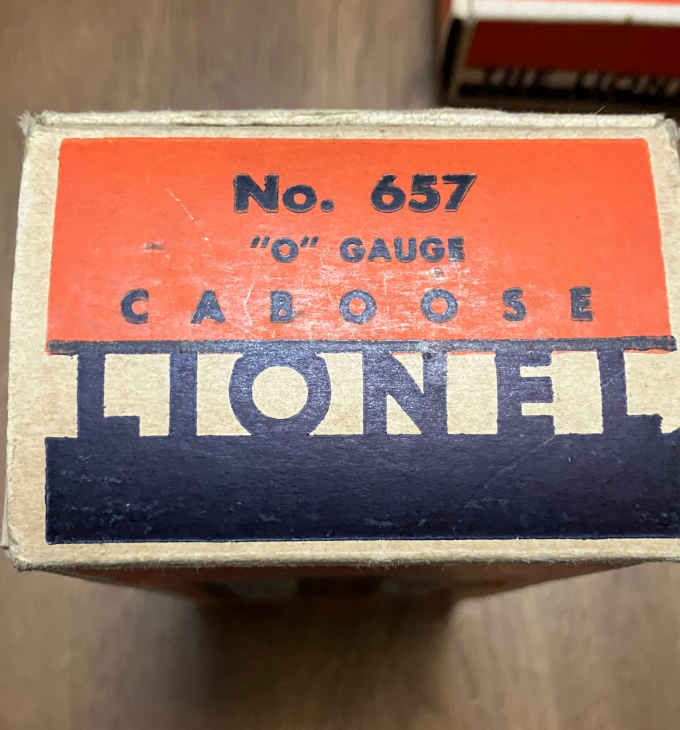 No. 657
"O" GAUGE
CABOOSE
LIONEL